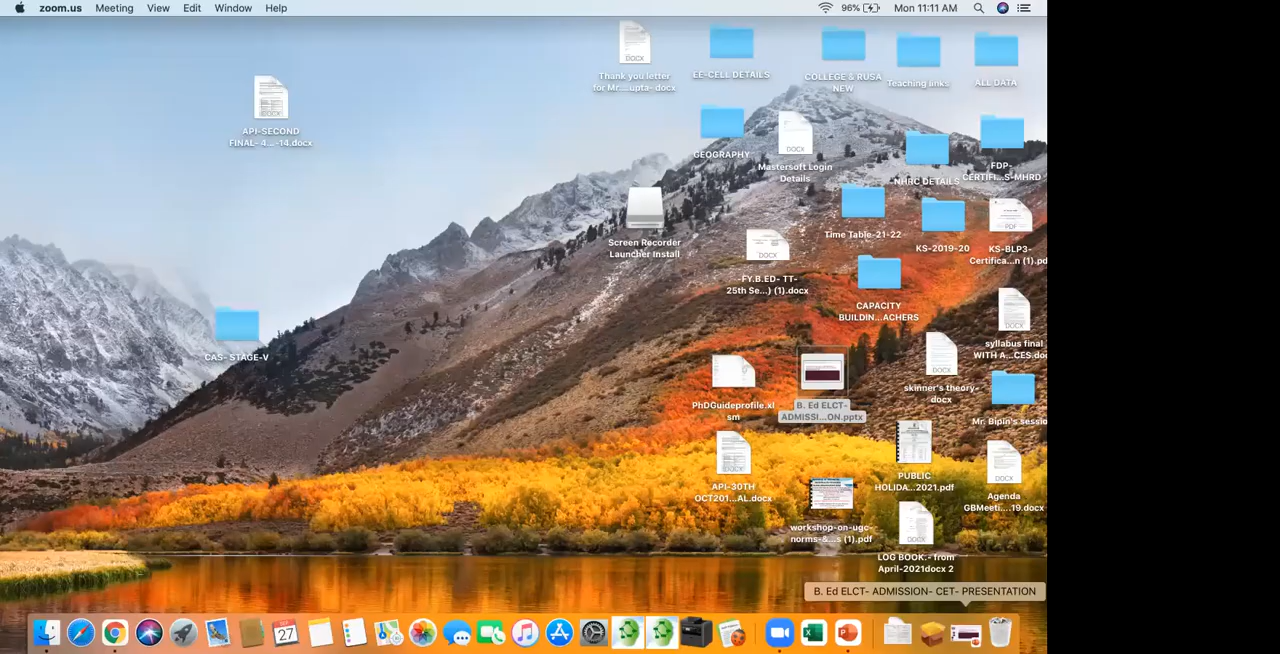 zoom.us Meeting View Edit Window Help 96% Mon 11:11 AM
Thank you letter
for Mr....upta- docx
EE-CELL DETAILS
COLLEGE & RUSA
NEW
Teaching links
ALL DATA
API-SECOND
FINAL- 4...-14.docx
GEOGRAPHY
Mastersoft Login
Details
NHRC DETAILS
FDP-
CERTIFI...S-MHRD
Screen Recorder
Launcher Install
Time Table-21-22
KS-2019-20
KS-BLP3-
Certifica...n (1).pd
-FY.B.ED- TT-
25th Se...) (1).docx
CAPACITY
BUILDIN...ACHERS
CAS- STAGE-V
syllabus final
WITH A...CES.do
PhDGuideprofile.xl
sm
B. Ed ELCT-
ADMISSI...ON.pptx
skinner's theory-
docx
Mr. Bipin's sessio
API-30TH
OCT201...AL.docx
PUBLIC
HOLIDA...2021.pdf
Agenda
GBMeeti....19.docx
workshop-on-ugc-
norms-&...s (1).pdf
LOG BOOK:- from
April-2021docx 2
B. Ed ELCT- ADMISSION- CET- PRESENTATION
SEP
27